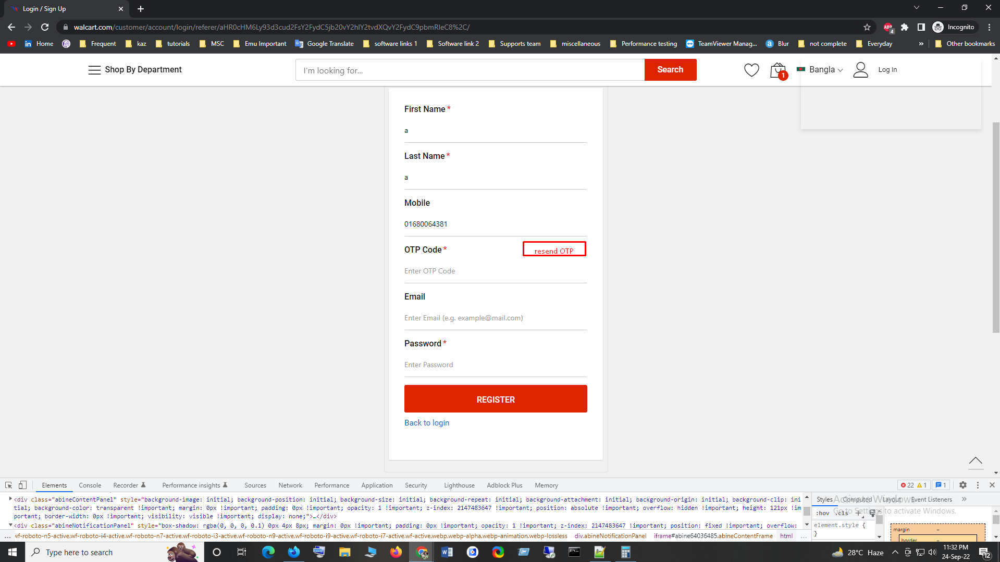 Login / Sign Up
walcart.com/customer/account/login/referer/aHR0cHM6Ly93d3cud2FsY2FydC5jb20vY2hlY2tvdXQvY2FydC9pbmRleC8%2C/
4
Incognito
Home
Frequent
kaz
tutorials
MSC
Emu Important
Google Translate
software links 1
Software link 2
Supports team
miscellaneous
Performance testing
TeamViewer Manag...
Blur
not complete
Everyday
»
Other bookmarks
Shop By Department
I'm looking for...
Search
1
Bangla
Log In
First Name *
a
Last Name *
a
Mobile
01680064381
OTP Code *
resend OTP
Enter OTP Code
Email
Enter Email (e.g. example@mail.com)
Password *
Enter Password
REGISTER
Back to login
Elements
Console
Recorder
Performance insights
Sources
Network
Performance
Application
Security
Lighthouse
Adblock Plus
Memory
22
1
1
<div class="abineContentPanel" style="background-image: initial; background-position: initial; background-size: initial; background-repeat: initial; background-attachment: initial; background-origin: initial; background-clip: ini
tial; background-color: transparent !important; margin: 0px !important; padding: 0px !important; opacity: 1 !important; z-index: 2147483647 !important; position: absolute !important; overflow: hidden !important; height: 121px !im
portant; border-width: 0px !important; visibility: visible !important; display: none;">…</div>
<div class="abineNotificationPanel" style="box-shadow: rgba(0, 0, 0, 0.1) 0px 4px 8px; margin: 0px !important; padding: 0px !important; opacity: 1 !important; z-index: 2147483647 !important; position: fixed !important; overflow:
... wf-roboto-n5-active.wf-roboto-i4-active.wf-roboto-n7-active.wf-roboto-i3-active.wf-roboto-n9-active.wf-roboto-i9-active.wf-roboto-i7-active.wf-active.webp.webp-alpha.webp-animation.webp-lossless
div.abineNotificationPanel
iframe#abine64036485.abineContentFrame
html
...
Styles
Computed
Layout
Event Listeners
»
Activate Windows
Go to Settings to activate Windows.
:hov
.cls
element.style {
}
margin
–
border
–
Type here to search
28°C Haze
11:32 PM
24-Sep-22
12